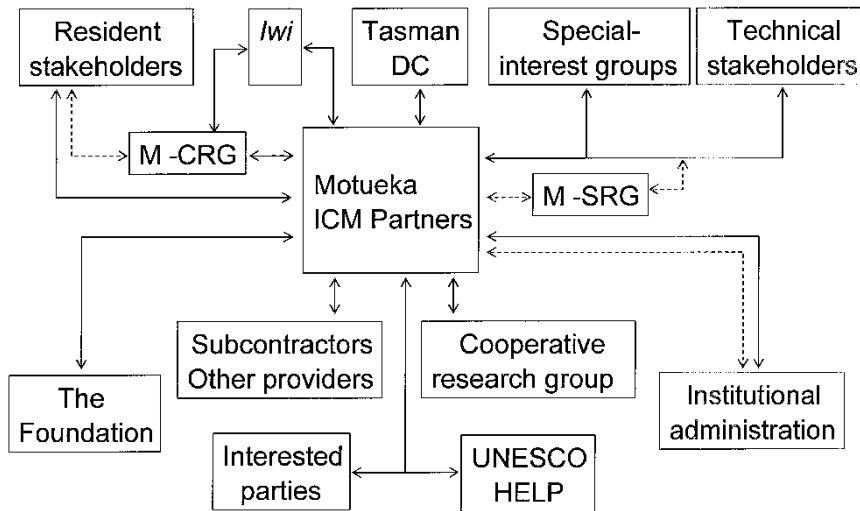 Resident
stakeholders
Iwi
Tasman
DC
Special-
interest groups
Technical
stakeholders
M -CRG
Motueka
ICM Partners
M -SRG
Subcontractors
Other providers
Cooperative
research group
The
Foundation
Institutional
administration
Interested
parties
UNESCO
HELP